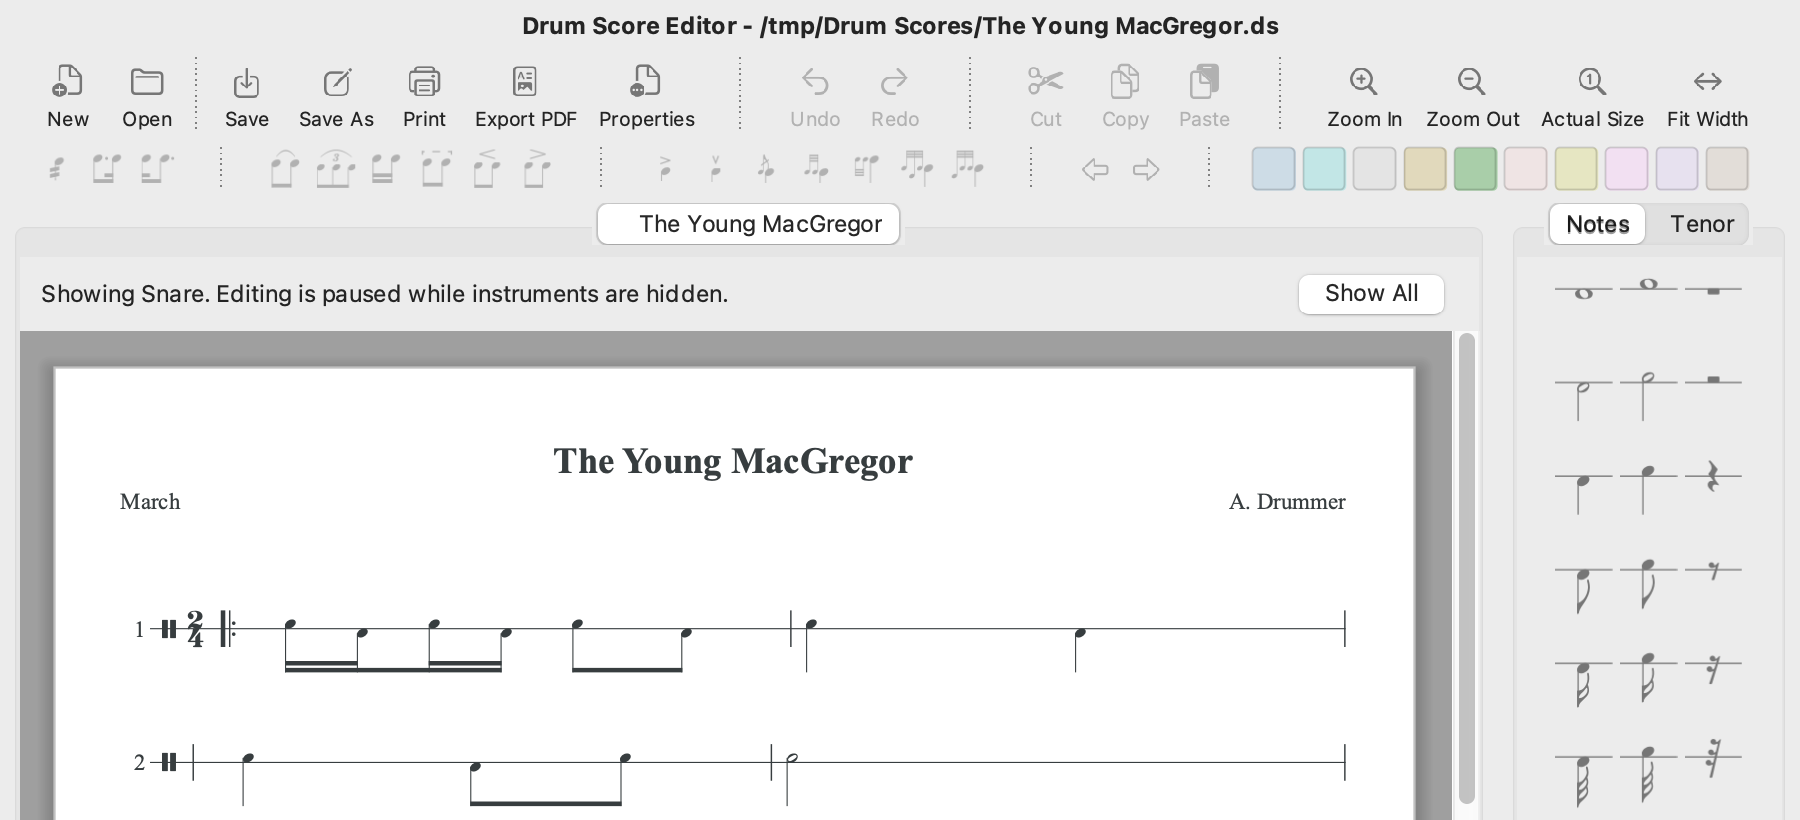 Drum Score Editor - /tmp/Drum Scores/The Young MacGregor.ds
New Open Save Save As Print Export PDF Properties Undo Redo Cut Copy Paste Zoom In Zoom Out Actual Size Fit Width
The Young MacGregor
Notes Tenor
Showing Snare. Editing is paused while instruments are hidden.
Show All
The Young MacGregor
March
A. Drummer
1
2
4
2